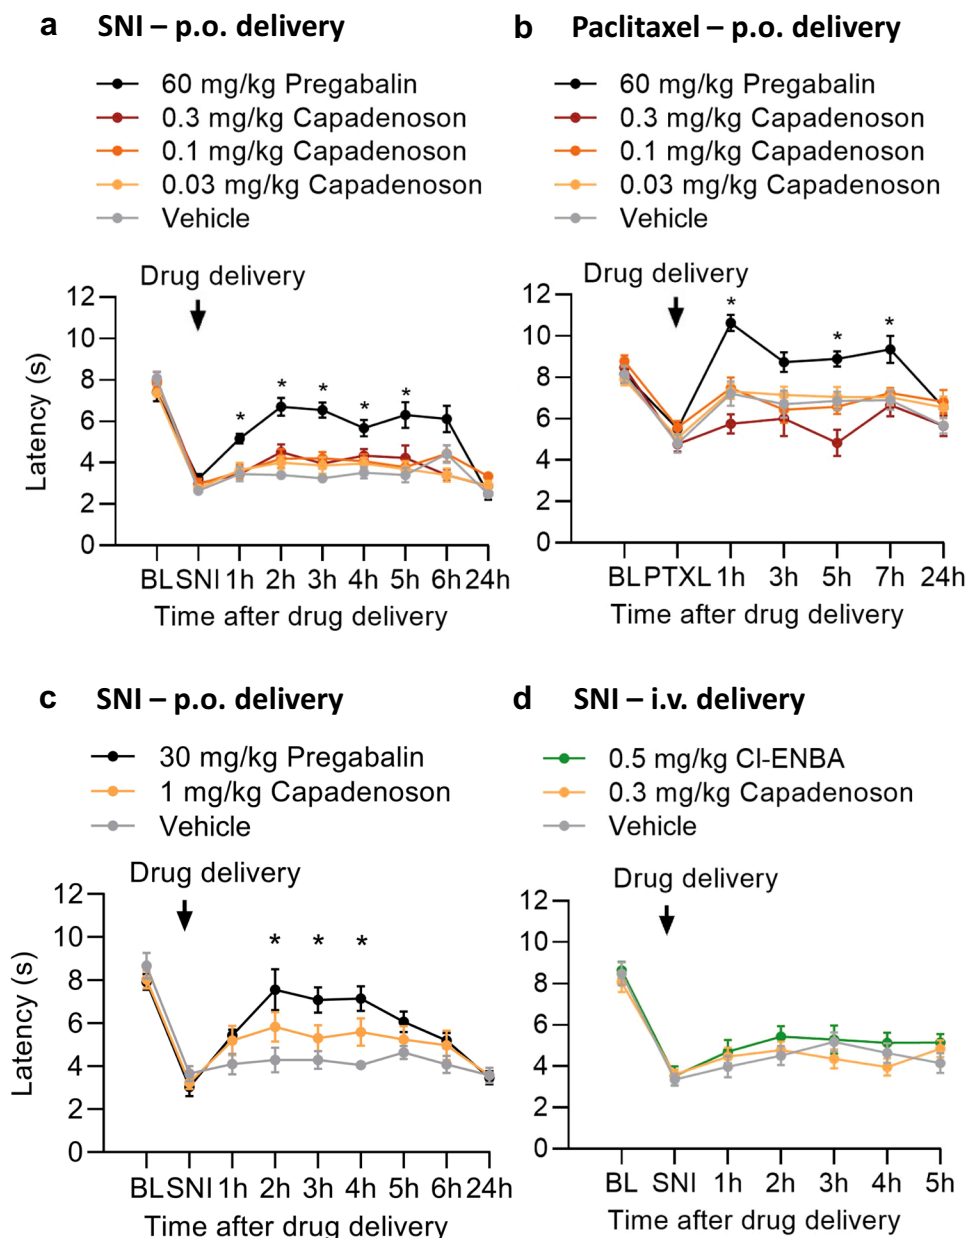 a SNI – p.o. delivery
60 mg/kg Pregabalin
0.3 mg/kg Capadenoson
0.1 mg/kg Capadenoson
0.03 mg/kg Capadenoson
Vehicle
Drug delivery
12
10
8
6
4
2
0
Latency (s)
* * * * *
BL SNI 1h 2h 3h 4h 5h 6h 24h
Time after drug delivery
b Paclitaxel – p.o. delivery
60 mg/kg Pregabalin
0.3 mg/kg Capadenoson
0.1 mg/kg Capadenoson
0.03 mg/kg Capadenoson
Vehicle
Drug delivery
12
10
8
6
4
2
0
* * *
BL PTXL 1h 3h 5h 7h 24h
Time after drug delivery
c SNI – p.o. delivery
30 mg/kg Pregabalin
1 mg/kg Capadenoson
Vehicle
Drug delivery
12
10
8
6
4
2
0
Latency (s)
* * *
BL SNI 1h 2h 3h 4h 5h 6h 24h
Time after drug delivery
d SNI – i.v. delivery
0.5 mg/kg Cl-ENBA
0.3 mg/kg Capadenoson
Vehicle
Drug delivery
12
10
8
6
4
2
0
BL SNI 1h 2h 3h 4h 5h
Time after drug delivery